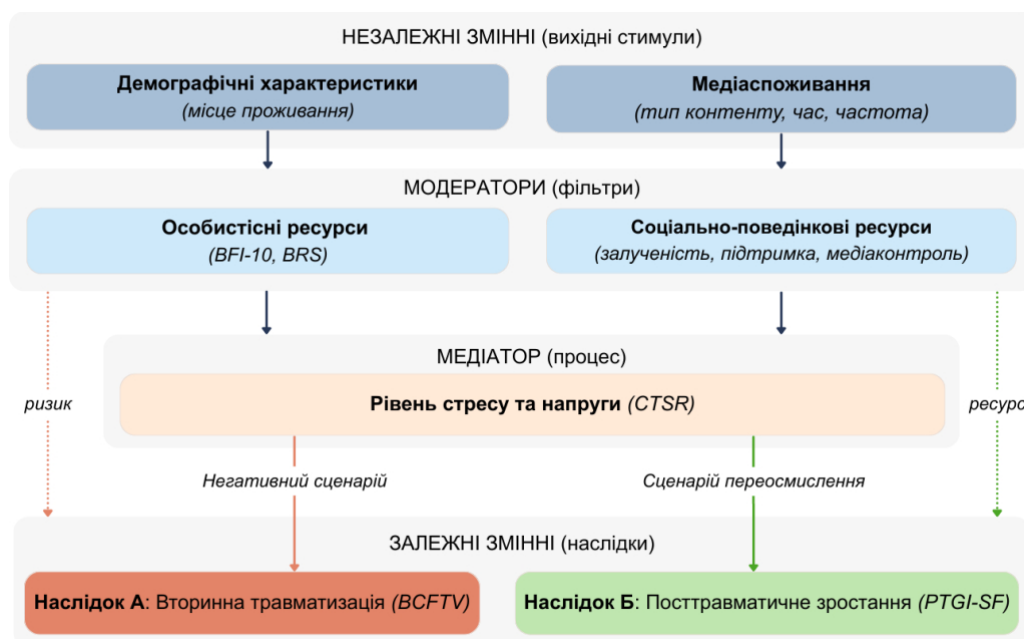 НЕЗАЛЕЖНІ ЗМІННІ (вихідні стимули)
Демографічні характеристики
(місце проживання)
Медіаспоживання
(тип контенту, час, частота)
МОДЕРАТОРИ (фільтри)
Особистісні ресурси
(BFI-10, BRS)
Соціально-поведінкові ресурси
(залученість, підтримка, медіаконтроль)
МЕДІАТОР (процес)
Рівень стресу та напруги (CTSR)
ризик
ресурс
Негативний сценарій
Сценарій переосмислення
ЗАЛЕЖНІ ЗМІННІ (наслідки)
Наслідок А: Вторинна травматизація (BCFTV)
Наслідок Б: Посттравматичне зростання (PTGI-SF)